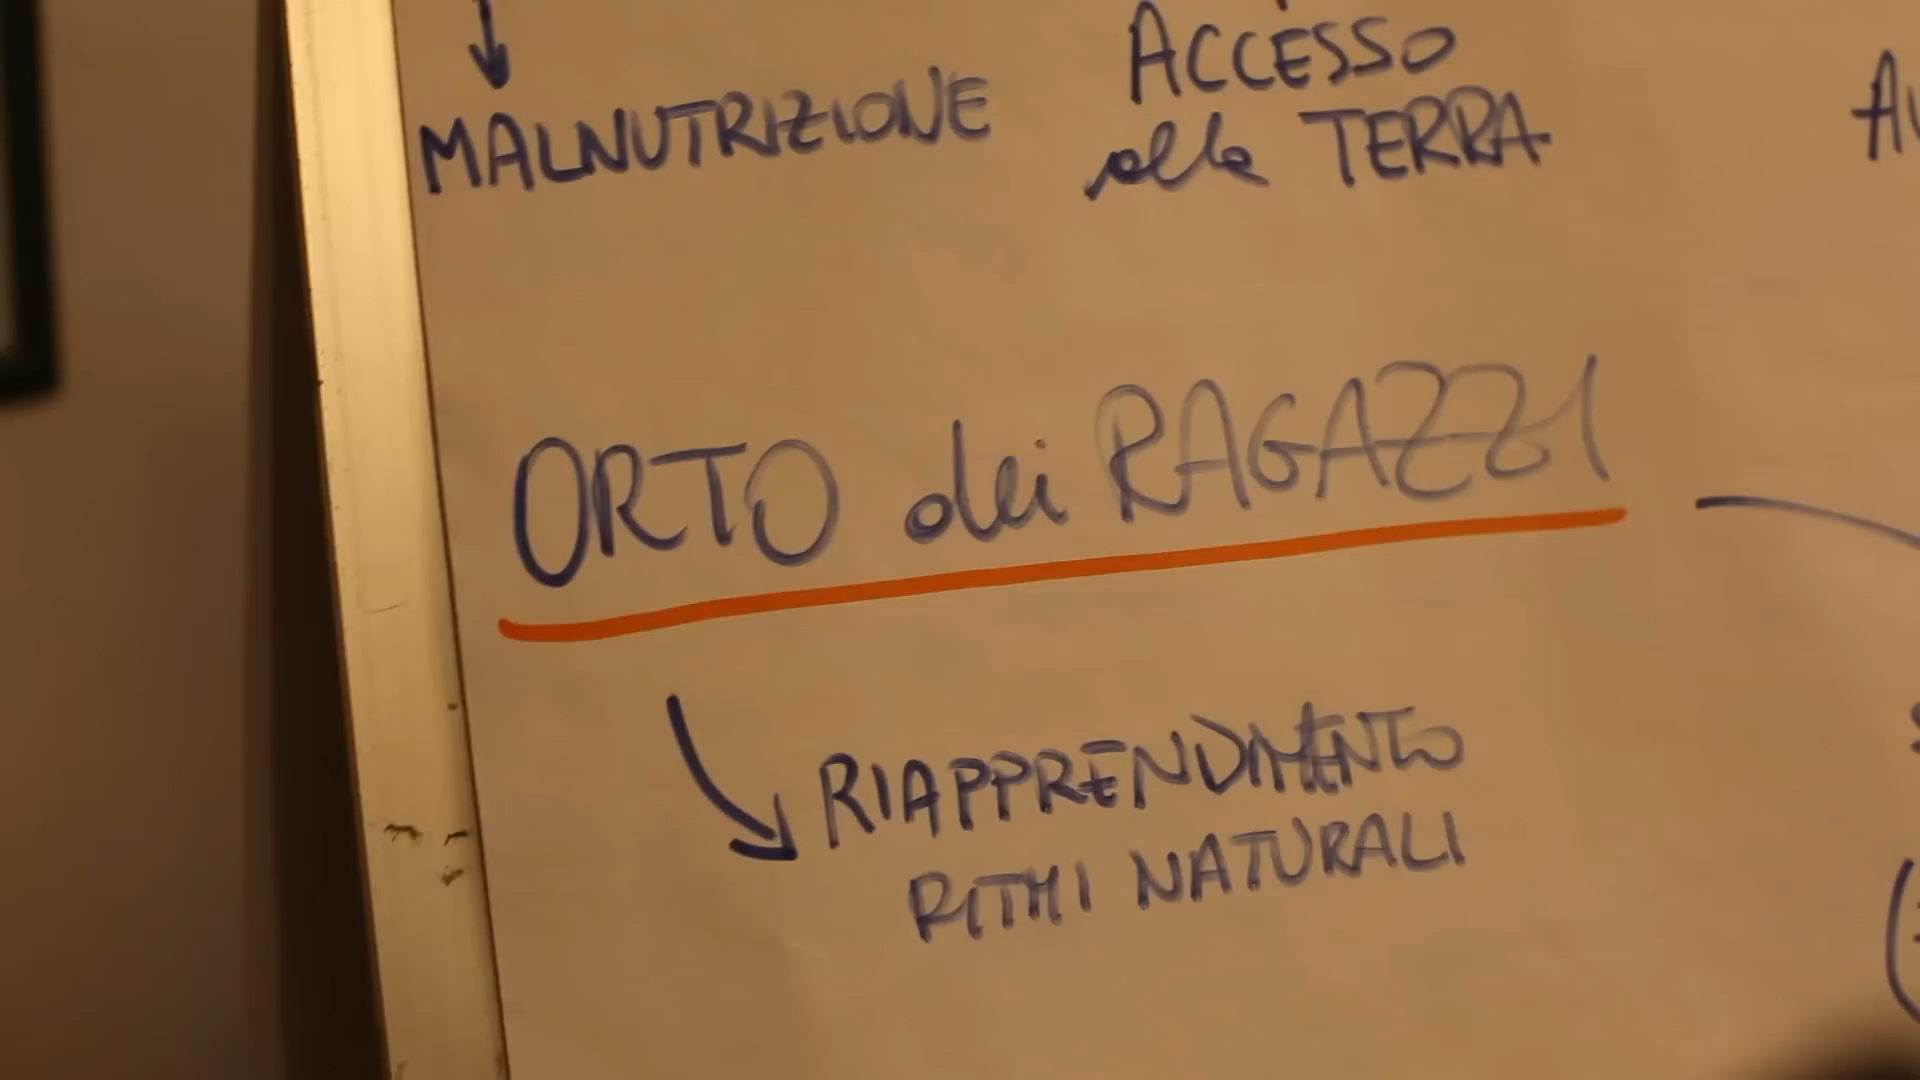 MALNUTRIZIONE
ACCESSO
alla TERRA
ORTO dei RAGAZZI
RIAPPRENDIMENTO
RITMI NATURALI